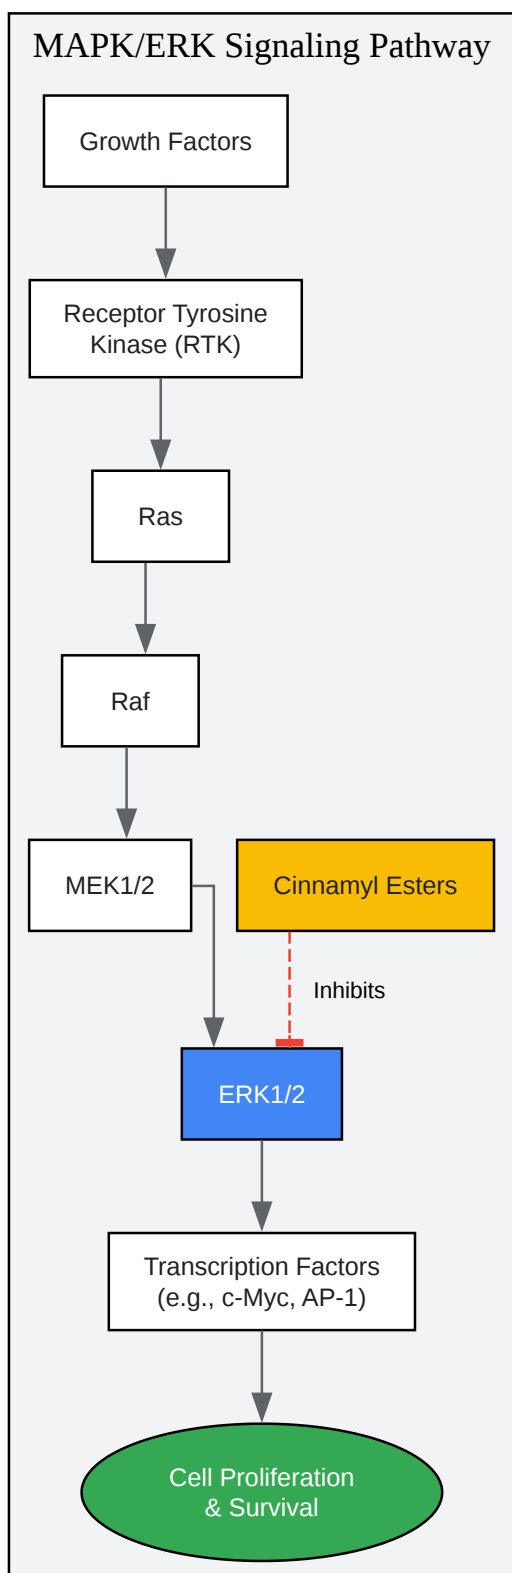 MAPK/ERK Signaling Pathway
Growth Factors
Receptor Tyrosine
Kinase (RTK)
Ras
Raf
MEK1/2
Cinnamyl Esters
Inhibits
ERK1/2
Transcription Factors
(e.g., c-Myc, AP-1)
Cell Proliferation
& Survival